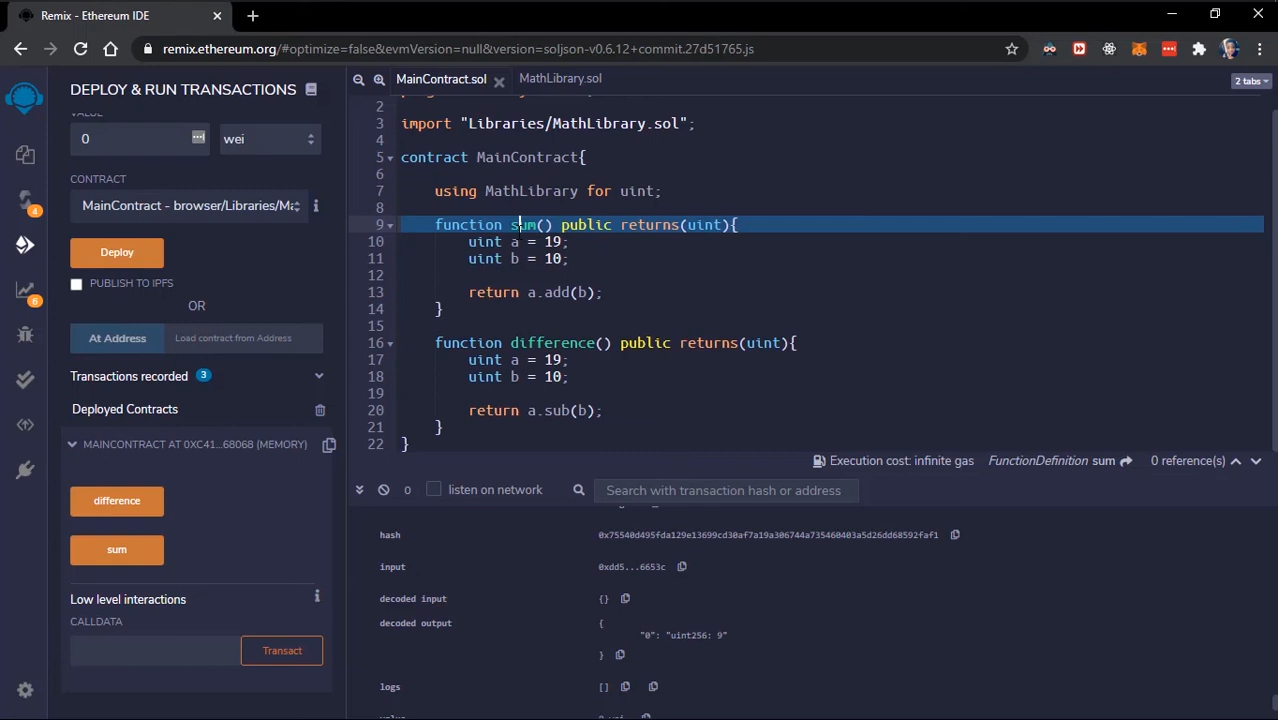 Remix - Ethereum IDE
remix.ethereum.org/#optimize=false&evmVersion=null&version=soljson-v0.6.12+commit.27d51765.js
DEPLOY & RUN TRANSACTIONS
VALUE
0
wei
CONTRACT
MainContract - browser/Libraries/Ma
Deploy
PUBLISH TO IPFS
OR
At Address
Load contract from Address
Transactions recorded 3
Deployed Contracts
MAINCONTRACT AT 0XC41...68068 (MEMORY)
difference
sum
Low level interactions
CALLDATA
Transact
4
6
MainContract.sol
MathLibrary.sol
2 tabs
2
3 import "Libraries/MathLibrary.sol";
4
5 contract MainContract{
6
7 using MathLibrary for uint;
8
9 function sum() public returns(uint){
10 uint a = 19;
11 uint b = 10;
12
13 return a.add(b);
14 }
15
16 function difference() public returns(uint){
17 uint a = 19;
18 uint b = 10;
19
20 return a.sub(b);
21 }
22 }
Execution cost: infinite gas FunctionDefinition sum 0 reference(s)
0 listen on network Search with transaction hash or address
hash 0x75540d495fda129e13699cd30af7a19a306744a735460403a5d26dd68592faf1
input 0xdd5...6653c
decoded input {}
decoded output {
"0": "uint256: 9"
}
logs []